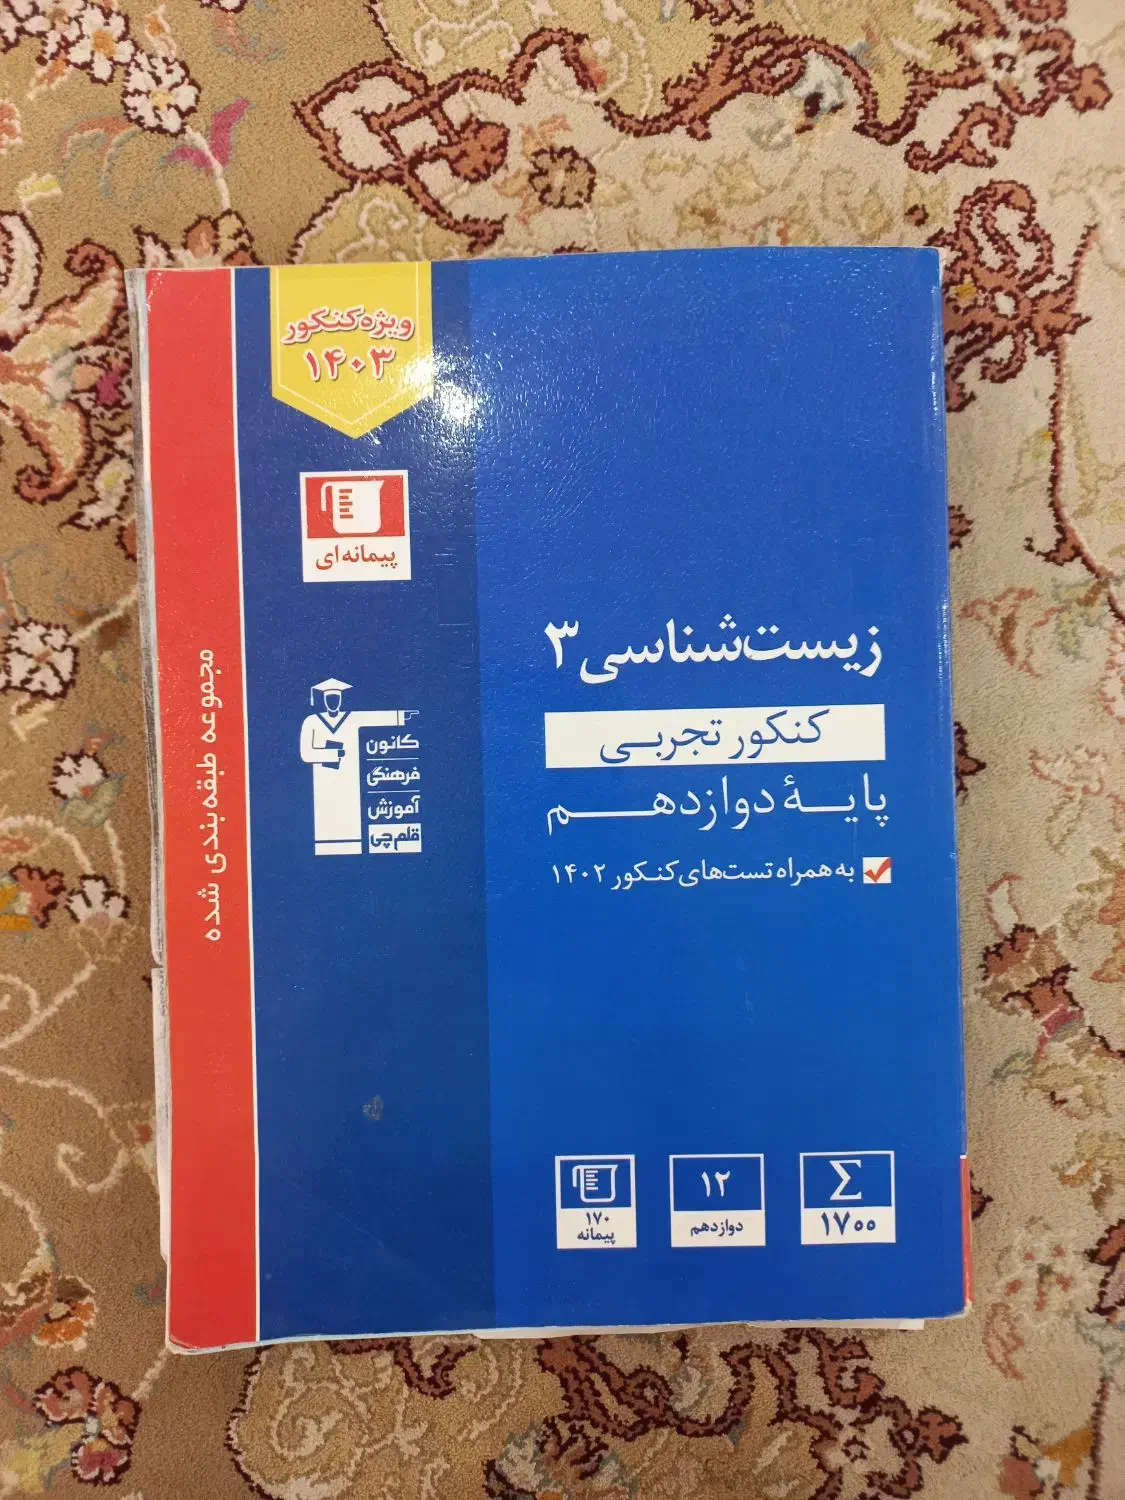 ویژه کنکور
۱۴۰۳
پیمانه‌ای
زیست‌شناسی ۳
کنکور تجربی
پایهٔ دوازدهم
به همراه تست‌های کنکور ۱۴۰۲
کانون
فرهنگی
آموزش
قلم‌چی
مجموعه طبقه‌بندی شده
Σ
۱۷۰۰
۱۲
دوازدهم
۱۷۰
پیمانه